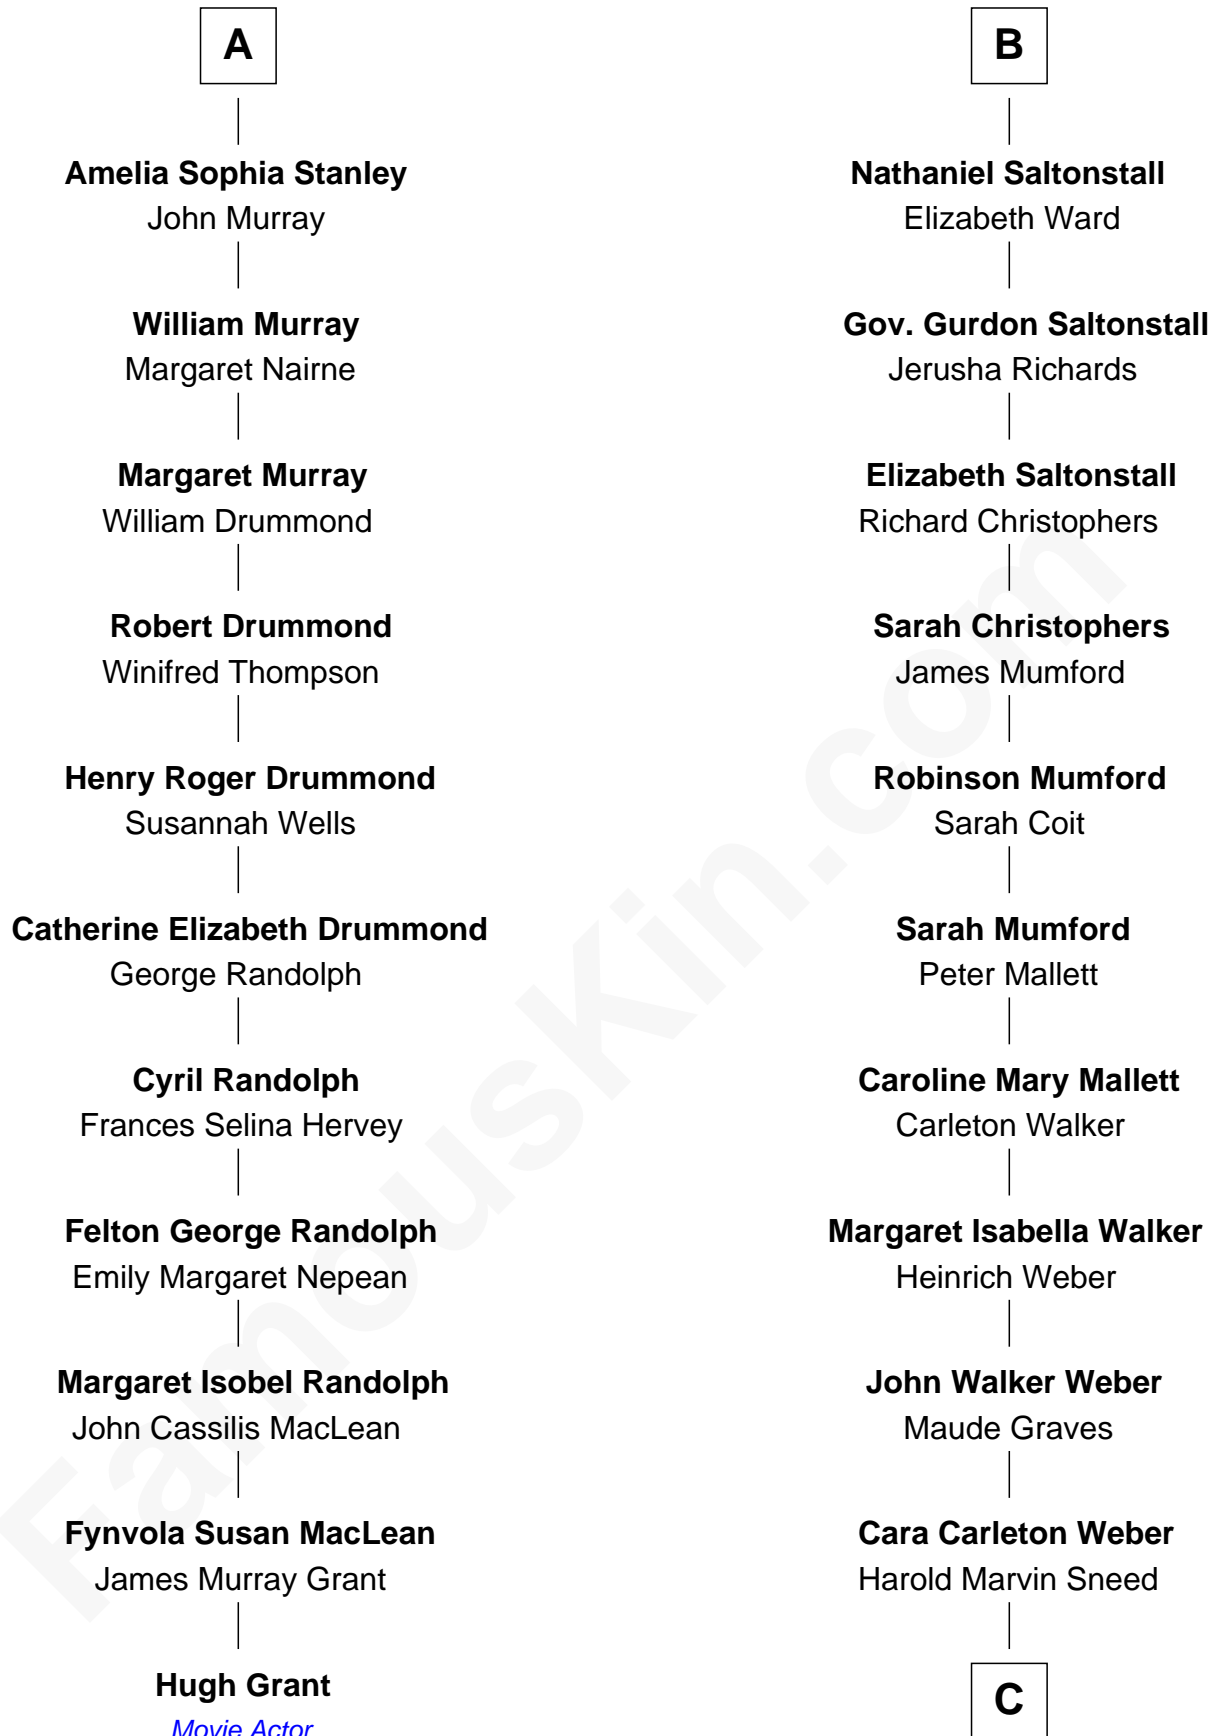 A
Amelia Sophia Stanley
John Murray
William Murray
Margaret Nairne
Margaret Murray
William Drummond
Robert Drummond
Winifred Thompson
Henry Roger Drummond
Susannah Wells
Catherine Elizabeth Drummond
George Randolph
Cyril Randolph
Frances Selina Hervey
Felton George Randolph
Emily Margaret Nepean
Margaret Isobel Randolph
John Cassilis MacLean
Fynvola Susan MacLean
James Murray Grant
Hugh Grant
Movie Actor
B
Nathaniel Saltonstall
Elizabeth Ward
Gov. Gurdon Saltonstall
Jerusha Richards
Elizabeth Saltonstall
Richard Christophers
Sarah Christophers
James Mumford
Robinson Mumford
Sarah Coit
Sarah Mumford
Peter Mallett
Caroline Mary Mallett
Carleton Walker
Margaret Isabella Walker
Heinrich Weber
John Walker Weber
Maude Graves
Cara Carleton Weber
Harold Marvin Sneed
C
FamousKin.com